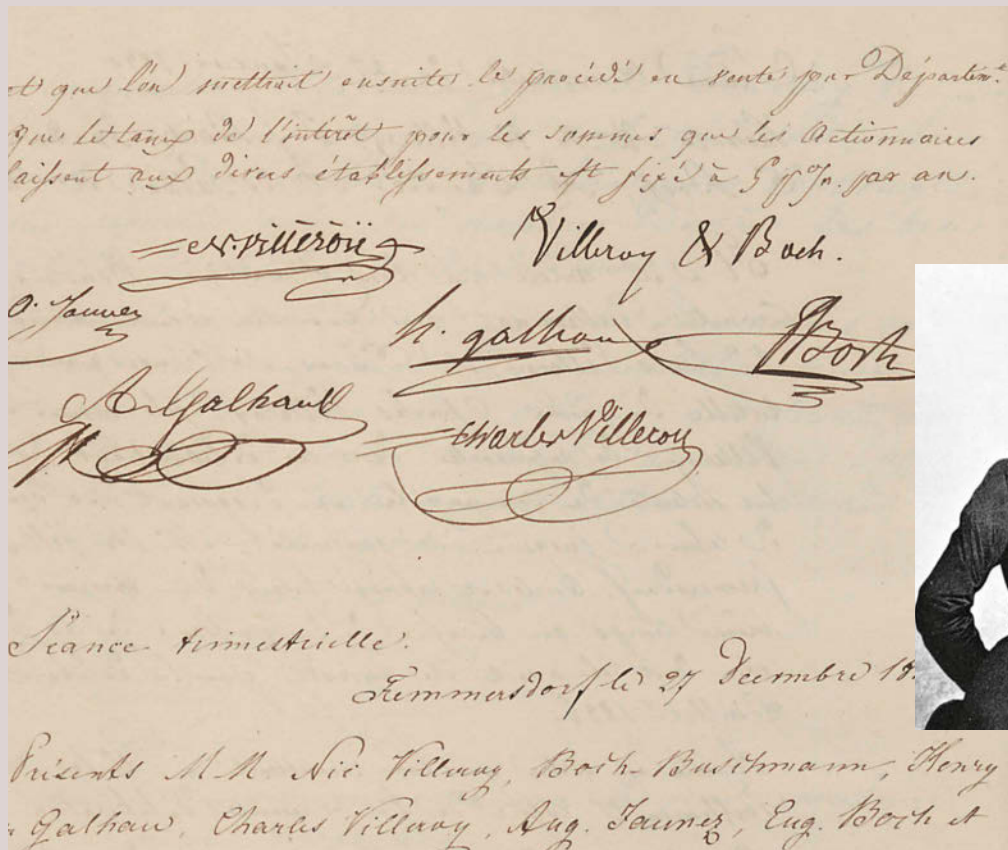 et que l'on mettrait ensuite le procédé en vente par Départem.t
que le taux de l'intérêt pour les sommes que les Actionnaires
laissent aux divers établissements est fixé à 5 p% par an.
N. Villeroy Villeroy & Boch.
A. Jaunez h. galhau Boch
A. Galhau Charles Villeroy
Séance trimestrielle.
Fremmersdorf le 27 Décembre 18
Présents M M Nic Villeroy, Boch-Buschmann, Henry
Galhau, Charles Villeroy, Aug. Jaunez, Eug. Boch et